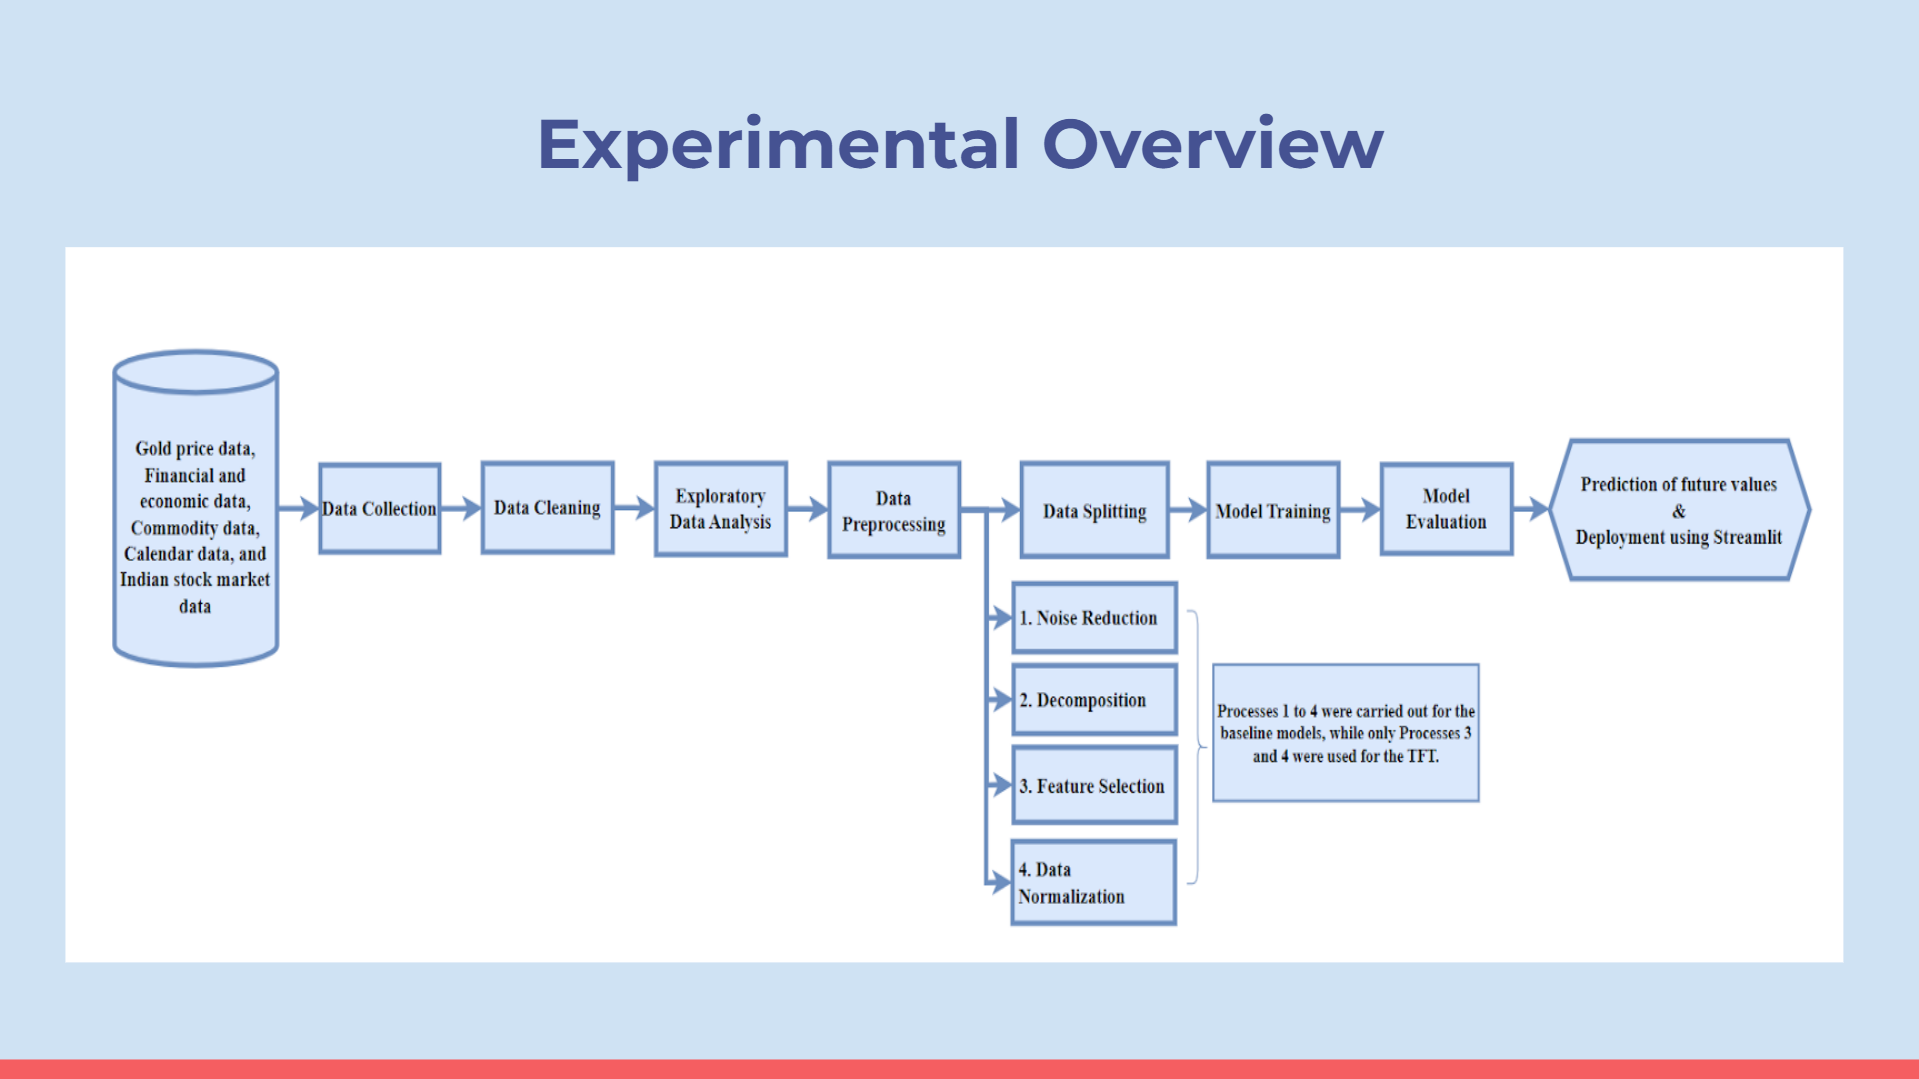 Experimental Overview
Gold price data,
Financial and
economic data,
Commodity data,
Calendar data, and
Indian stock market
data
Data Collection
Data Cleaning
Exploratory
Data Analysis
Data
Preprocessing
Data Splitting
Model Training
Model
Evaluation
Prediction of future values
&
Deployment using Streamlit
1. Noise Reduction
2. Decomposition
3. Feature Selection
4. Data
Normalization
Processes 1 to 4 were carried out for the
baseline models, while only Processes 3
and 4 were used for the TFT.